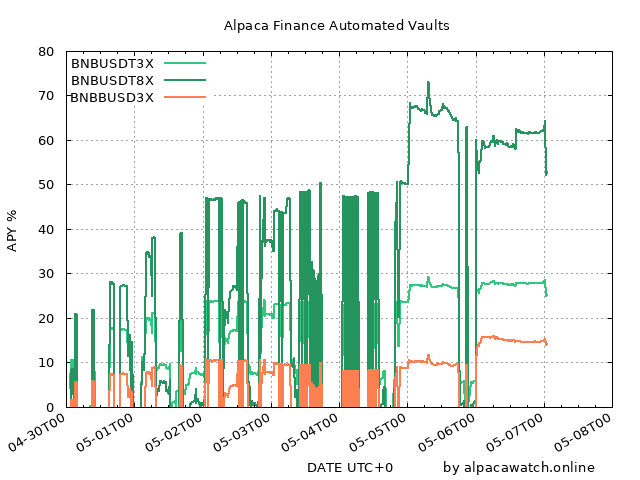 Alpaca Finance Automated Vaults
80
70
60
50
40
30
20
10
0
APY %
BNBUSDT3X
BNBUSDT8X
BNBBUSD3X
04-30T00
05-01T00
05-02T00
05-03T00
05-04T00
05-05T00
05-06T00
05-07T00
05-08T00
DATE UTC+0
by alpacawatch.online